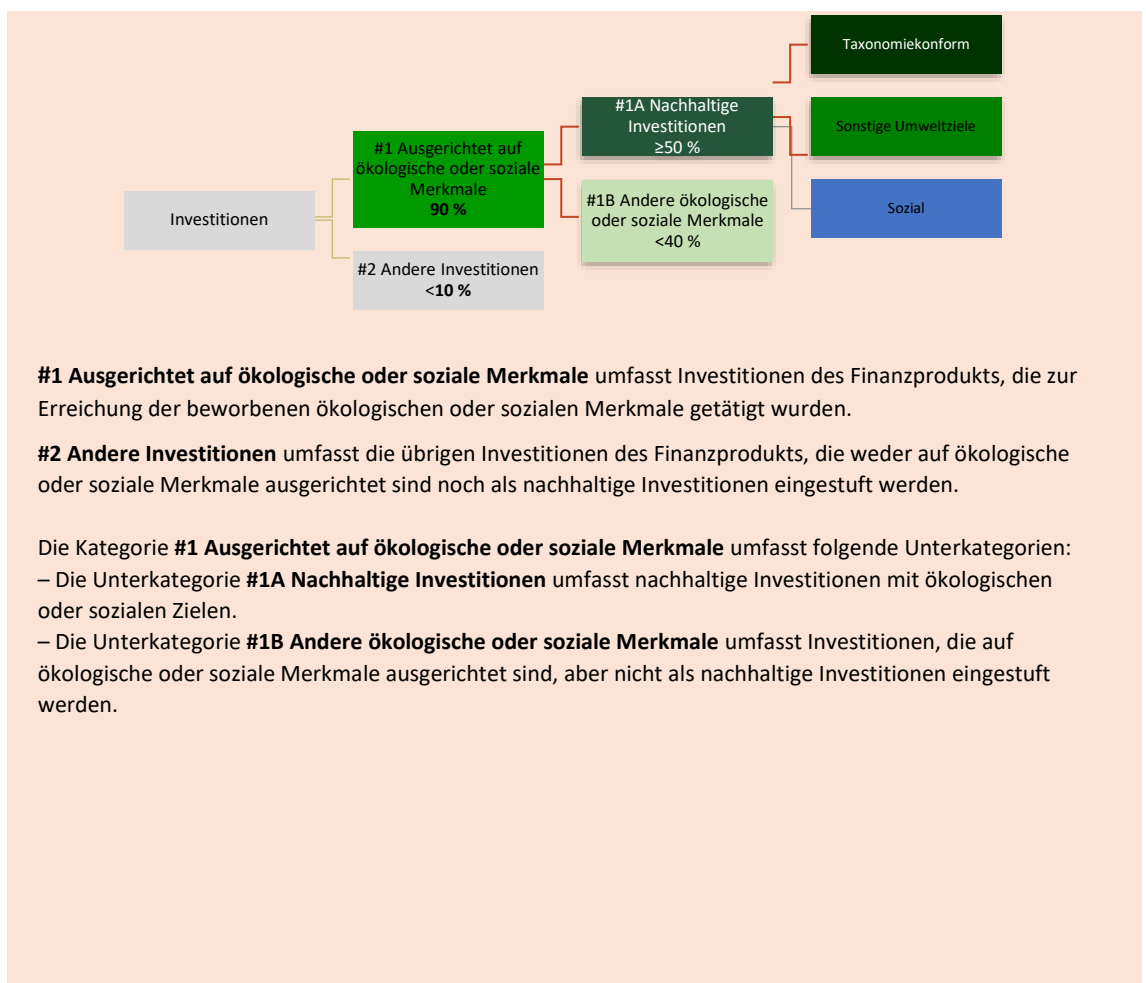 Taxonomiekonform
#1A Nachhaltige
Investitionen
≥50 %
Sonstige Umweltziele
#1 Ausgerichtet auf
ökologische oder soziale
Merkmale
90 %
#1B Andere ökologische
oder soziale Merkmale
<40 %
Sozial
Investitionen
#2 Andere Investitionen
<10 %
#1 Ausgerichtet auf ökologische oder soziale Merkmale umfasst Investitionen des Finanzprodukts, die zur
Erreichung der beworbenen ökologischen oder sozialen Merkmale getätigt wurden.
#2 Andere Investitionen umfasst die übrigen Investitionen des Finanzprodukts, die weder auf ökologische
oder soziale Merkmale ausgerichtet sind noch als nachhaltige Investitionen eingestuft werden.
Die Kategorie #1 Ausgerichtet auf ökologische oder soziale Merkmale umfasst folgende Unterkategorien:
– Die Unterkategorie #1A Nachhaltige Investitionen umfasst nachhaltige Investitionen mit ökologischen
oder sozialen Zielen.
– Die Unterkategorie #1B Andere ökologische oder soziale Merkmale umfasst Investitionen, die auf
ökologische oder soziale Merkmale ausgerichtet sind, aber nicht als nachhaltige Investitionen eingestuft
werden.